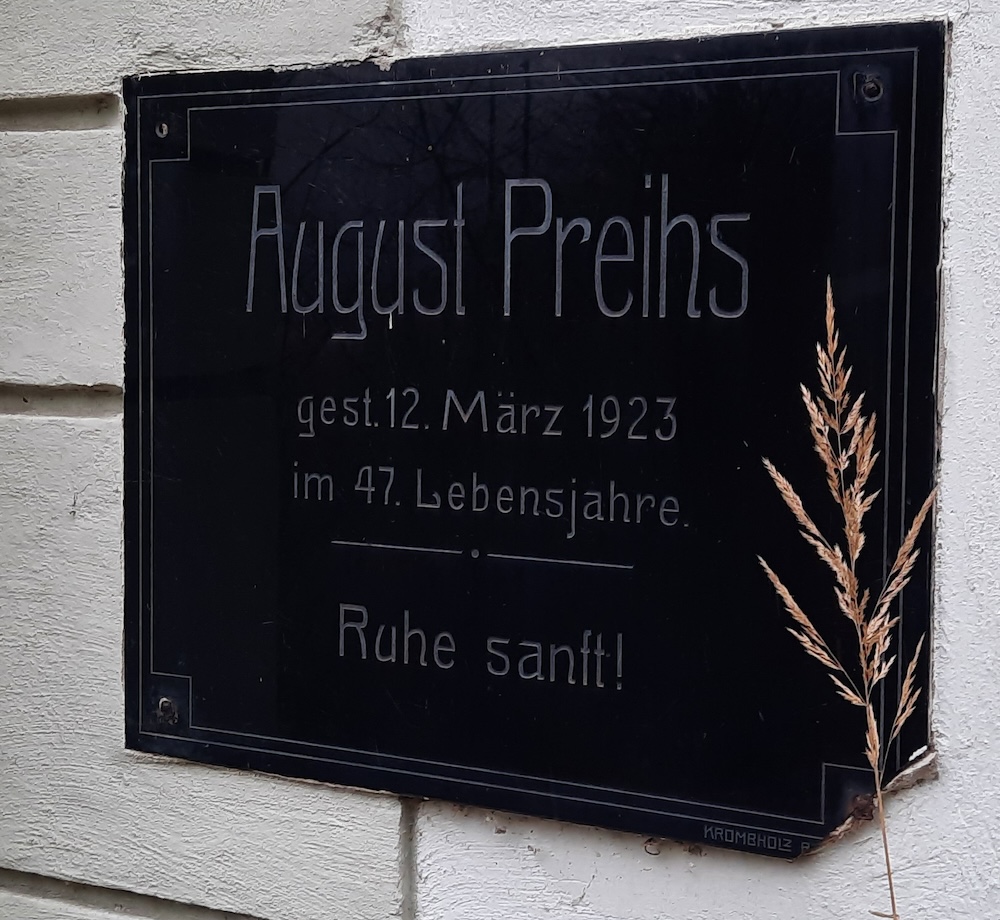 August Preihs
gest. 12. März 1923
im 47. Lebensjahre.
Ruhe sanft!
KROMBHOLZ